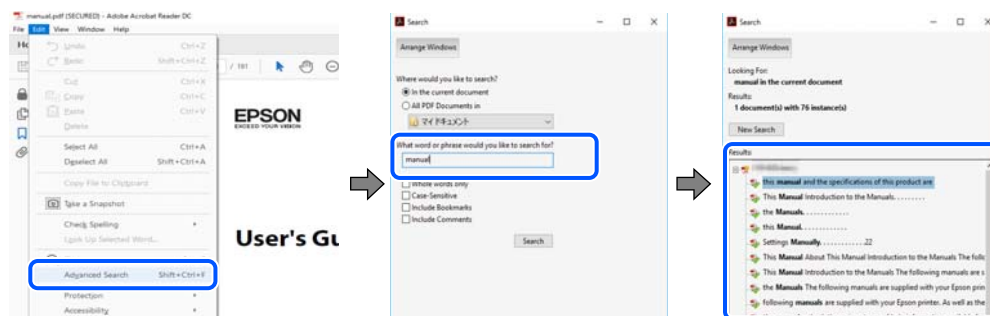 manual.pdf (SECURED) - Adobe Acrobat Reader DC
File Edit View Window Help
Undo Ctrl+Z
Redo Shift+Ctrl+Z
Cut Ctrl+X
Copy Ctrl+C
Paste Ctrl+V
Delete
Select All Ctrl+A
Deselect All Shift+Ctrl+A
Copy File to Clipboard
Take a Snapshot
Check Spelling
Look Up Selected Word...
Advanced Search Shift+Ctrl+F
Protection
Accessibility
/ 191
EPSON
EXCEED YOUR VISION
User's Gu
Search
Arrange Windows
Where would you like to search?
In the current document
All PDF Documents in
マイ ドキュメント
What word or phrase would you like to search for?
manual
Whole words only
Case-Sensitive
Include Bookmarks
Include Comments
Search
Search
Arrange Windows
Looking For:
manual in the current document
Results:
1 document(s) with 76 instance(s)
New Search
Results:
this manual and the specifications of this product are
This Manual Introduction to the Manuals. . . . . . . . .
the Manuals. . . . . . . . . . . . .
this Manual. . . . . . . . . . . . .
Settings Manually. . . . . . . . . . . . .22
This Manual About This Manual Introduction to the Manuals The follo
This Manual Introduction to the Manuals The following manuals are s
the Manuals The following manuals are supplied with your Epson prin
following manuals are supplied with your Epson printer. As well as the